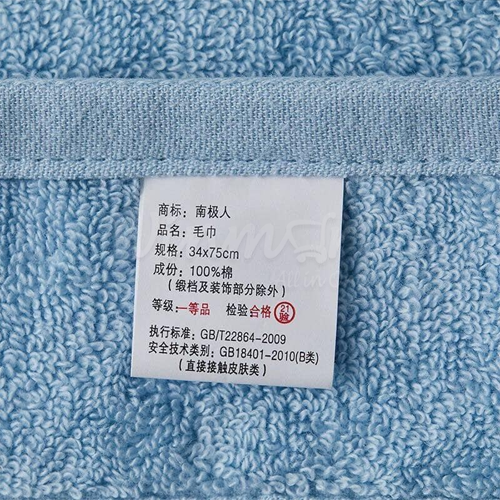 商标: 南极人
品名: 毛巾
规格: 34x75cm
成份: 100%棉
(缎档及装饰部分除外)
等级: 一等品 检验合格 21 验
执行标准: GB/T22864-2009
安全技术类别: GB18401-2010(B类)
(直接接触皮肤类)